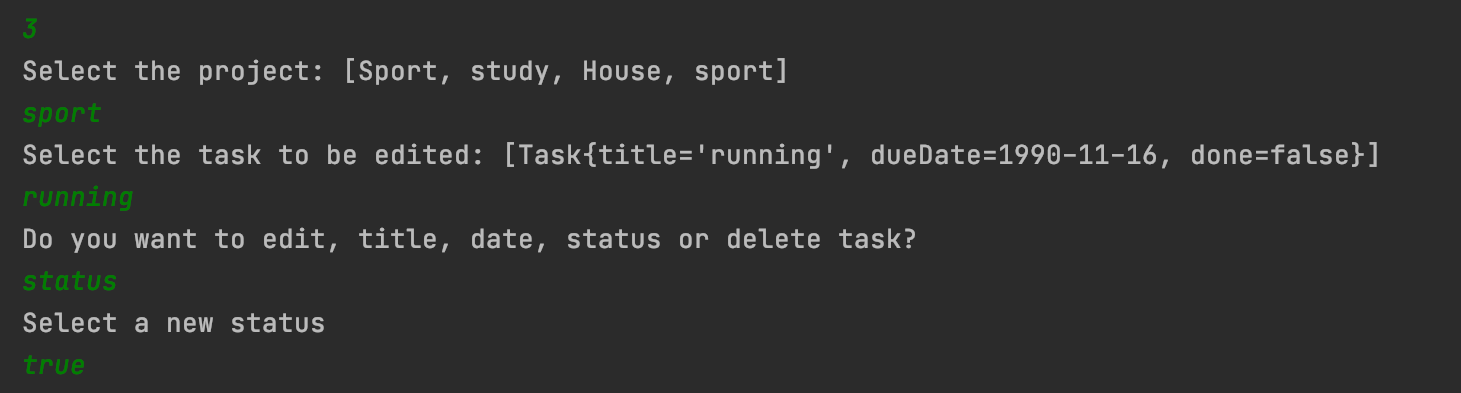 3
Select the project: [Sport, study, House, sport]
sport
Select the task to be edited: [Task{title='running', dueDate=1990-11-16, done=false}]
running
Do you want to edit, title, date, status or delete task?
status
Select a new status
true